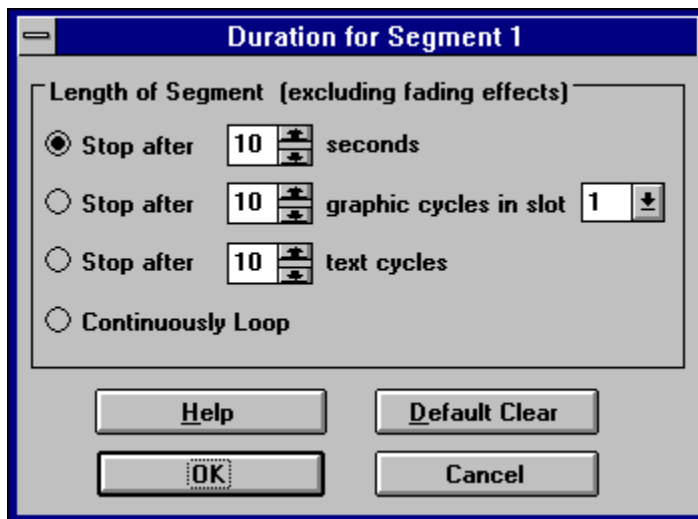 Duration for Segment 1
Length of Segment (excluding fading effects)
Stop after 10 seconds
Stop after 10 graphic cycles in slot 1
Stop after 10 text cycles
Continuously Loop
Help Default Clear
OK Cancel